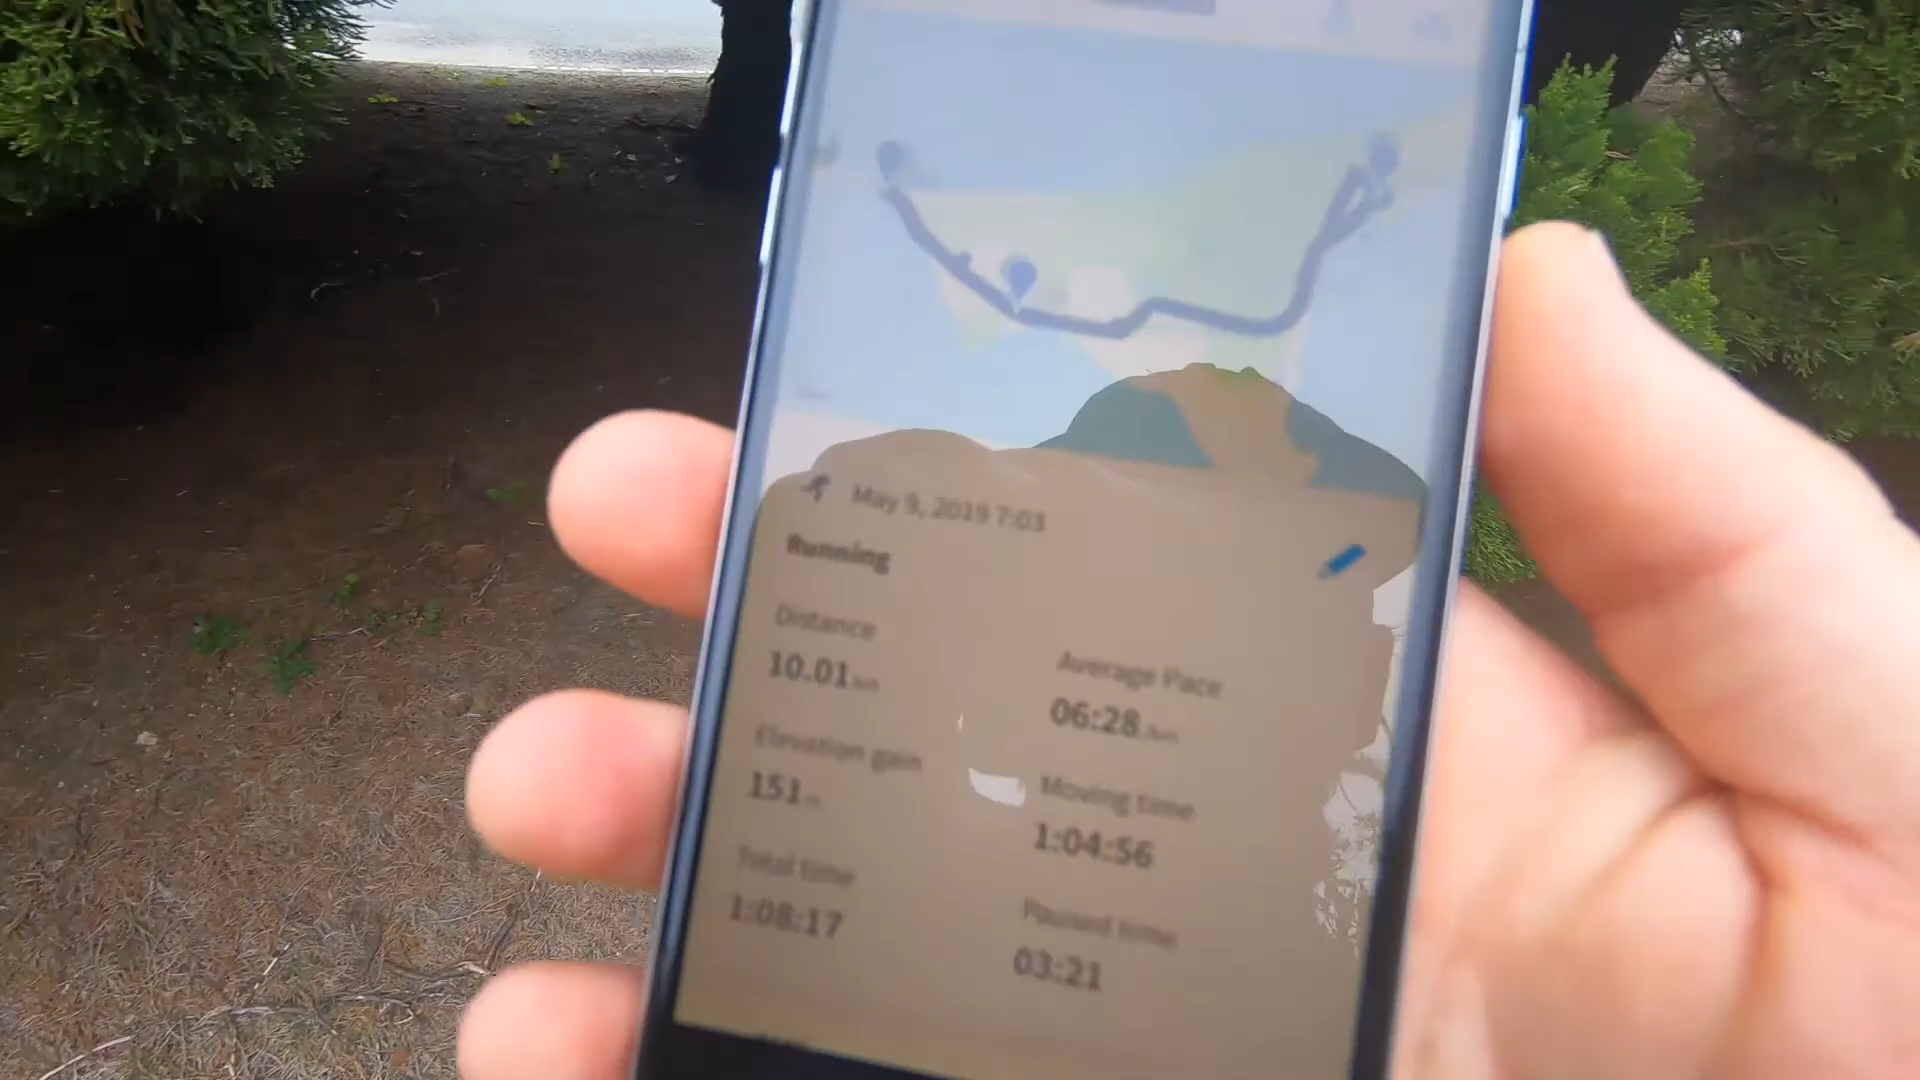 May 9, 2019 7:03
Running
Distance
10.01 km
Average Pace
06:28 /km
Elevation gain
151 m
Moving time
1:04:56
Total time
1:08:17
Paused time
03:21